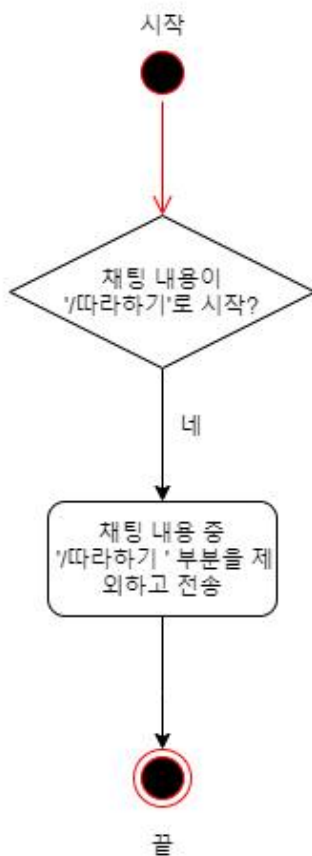 시작
채팅 내용이
'/따라하기'로 시작?
네
채팅 내용 중
'/따라하기 ' 부분을 제
외하고 전송
끝